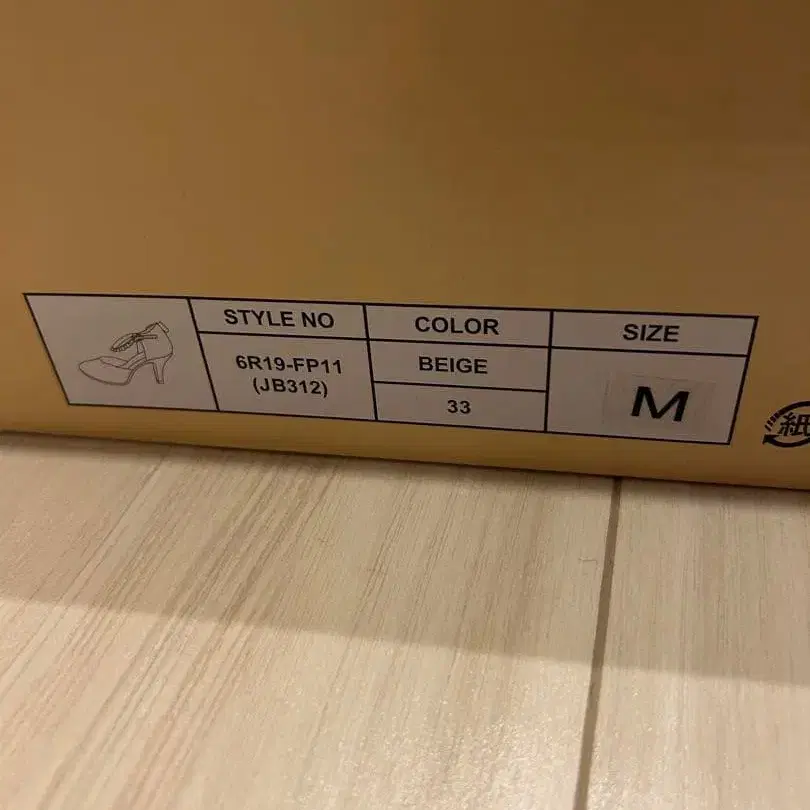 STYLE NO
COLOR
SIZE
6R19-FP11
(JB312)
BEIGE
33
M
紙